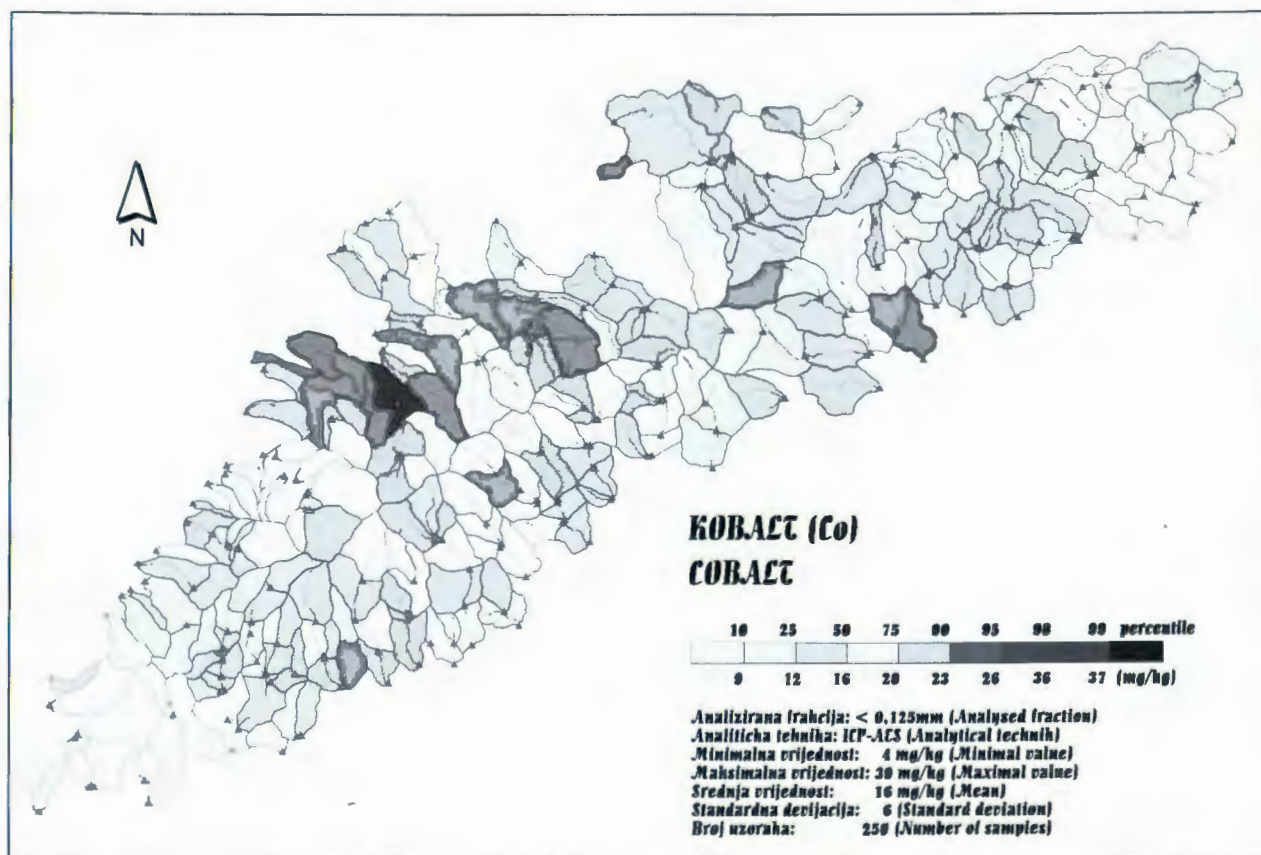 N
KOBALT (Co)
COBALT
10 25 50 75 90 95 98 99 percentile
9 12 16 20 23 26 36 37 (mg/kg)
Analizirana frakcija: < 0,125mm (Analysed fraction)
Analiticka tehnika: ICP-AES (Analytical technik)
Minimalna vrijednost: 4 mg/kg (Minimal value)
Maksimalna vrijednost: 39 mg/kg (Maximal value)
Srednja vrijednost: 16 mg/kg (Mean)
Standardna devijacija: 6 (Standard deviation)
Broj uzoraka: 250 (Number of samples)